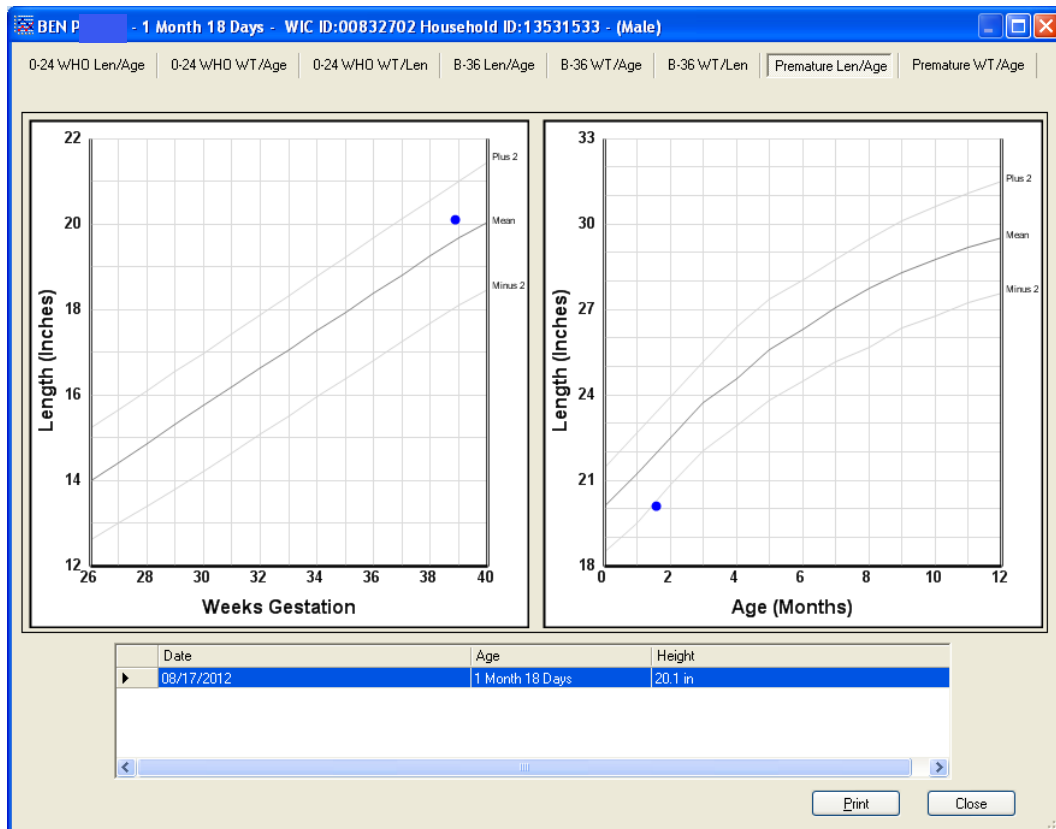 BEN P - 1 Month 18 Days - WIC ID:00832702 Household ID:13531533 - (Male)
0-24 WHO Len/Age 0-24 WHO WT/Age 0-24 WHO WT/Len B-36 Len/Age B-36 WT/Age B-36 WT/Len Premature Len/Age Premature WT/Age
22
20
18
16
14
12
Length (Inches)
Plus 2
Mean
Minus 2
26 28 30 32 34 36 38 40
Weeks Gestation
33
30
27
24
21
18
Length (Inches)
Plus 2
Mean
Minus 2
0 2 4 6 8 10 12
Age (Months)
Date Age Height
08/17/2012 1 Month 18 Days 20.1 in
Print Close